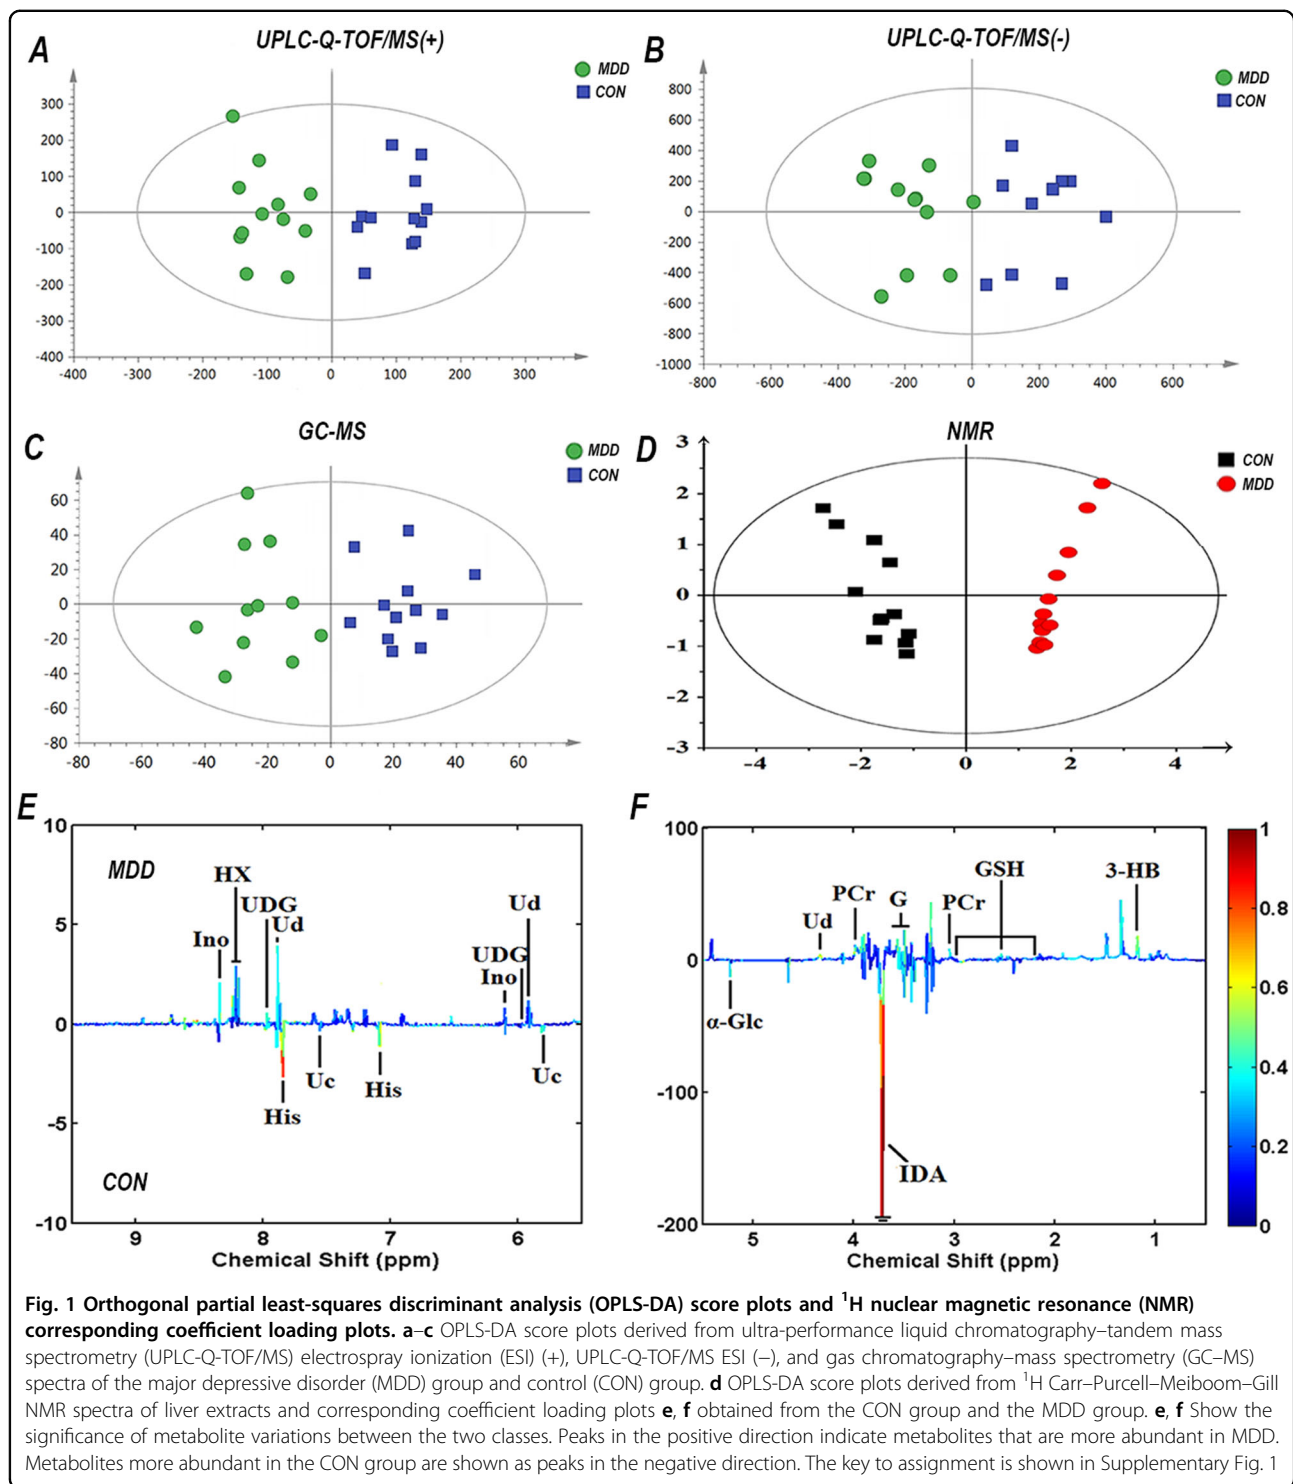 A
UPLC-Q-TOF/MS(+)
MDD
CON
300
200
100
0
-100
-200
-300
-400
-400 -300 -200 -100 0 100 200 300
B
UPLC-Q-TOF/MS(-)
MDD
CON
800
600
400
200
0
-200
-400
-600
-800
-1000
-800 -600 -400 -200 0 200 400 600
C
GC-MS
MDD
CON
60
40
20
0
-20
-40
-60
-80
-80 -60 -40 -20 0 20 40 60
D
NMR
CON
MDD
3
2
1
0
-1
-2
-3
-4 -2 0 2 4
E
10
5
0
-5
-10
MDD
HX
UDG
Ud
Ino
Ud
UDG
Ino
Uc
His
His
Uc
CON
9 8 7 6
Chemical Shift (ppm)
F
100
0
-100
-200
GSH
3-HB
PCr
G
PCr
Ud
α-Glc
IDA
5 4 3 2 1
Chemical Shift (ppm)
1
0.8
0.6
0.4
0.2
0
Fig. 1 Orthogonal partial least-squares discriminant analysis (OPLS-DA) score plots and ¹H nuclear magnetic resonance (NMR)
corresponding coefficient loading plots. a–c OPLS-DA score plots derived from ultra-performance liquid chromatography–tandem mass
spectrometry (UPLC-Q-TOF/MS) electrospray ionization (ESI) (+), UPLC-Q-TOF/MS ESI (−), and gas chromatography–mass spectrometry (GC–MS)
spectra of the major depressive disorder (MDD) group and control (CON) group. d OPLS-DA score plots derived from ¹H Carr–Purcell–Meiboom–Gill
NMR spectra of liver extracts and corresponding coefficient loading plots e, f obtained from the CON group and the MDD group. e, f Show the
significance of metabolite variations between the two classes. Peaks in the positive direction indicate metabolites that are more abundant in MDD.
Metabolites more abundant in the CON group are shown as peaks in the negative direction. The key to assignment is shown in Supplementary Fig. 1